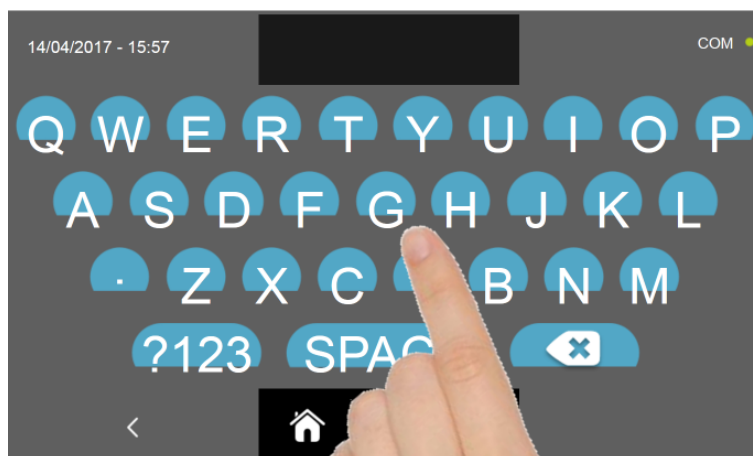 14/04/2017 - 15:57
COM
Q W E R T Y U I O P
A S D F G H J K L
. Z X C B N M
?123 SPAC